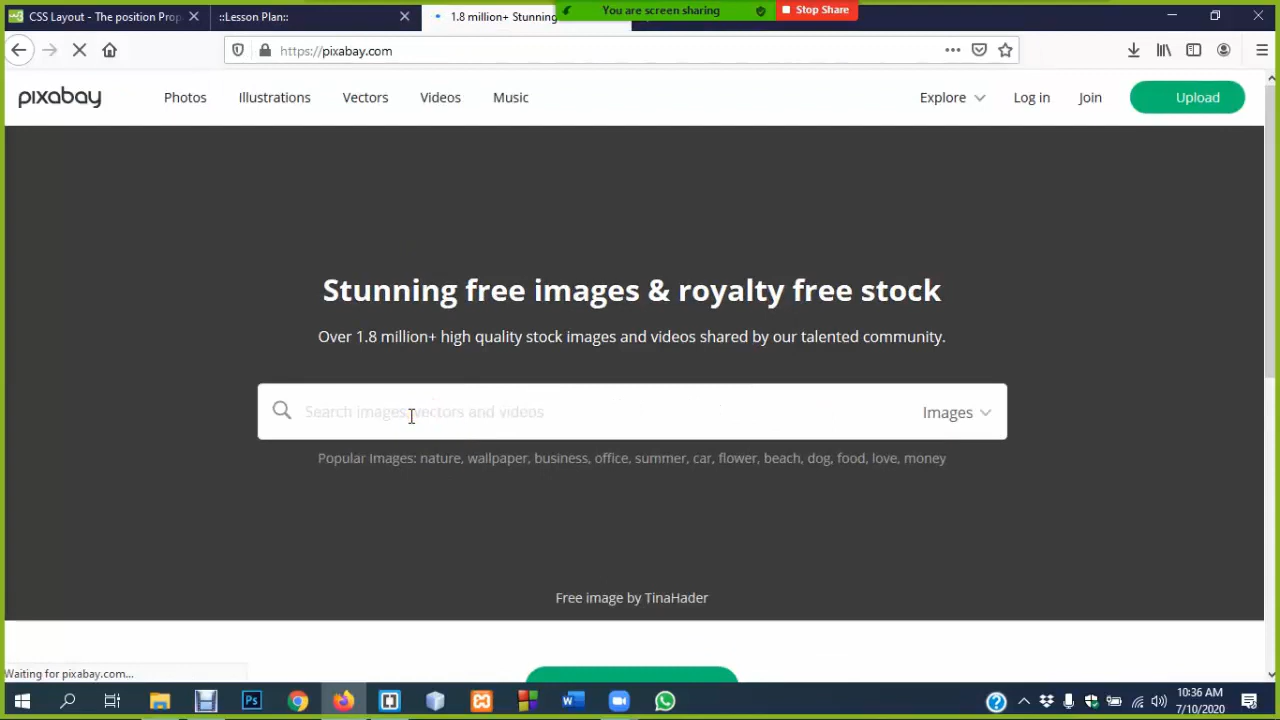 CSS Layout - The position Prop
::Lesson Plan::
1.8 million+ Stunning
You are screen sharing
Stop Share
https://pixabay.com
pixabay
Photos
Illustrations
Vectors
Videos
Music
Explore
Log in
Join
Upload
Stunning free images & royalty free stock
Over 1.8 million+ high quality stock images and videos shared by our talented community.
Search images, vectors and videos
Images
Popular Images: nature, wallpaper, business, office, summer, car, flower, beach, dog, food, love, money
Free image by TinaHader
Waiting for pixabay.com...
Ps
10:36 AM
7/10/2020